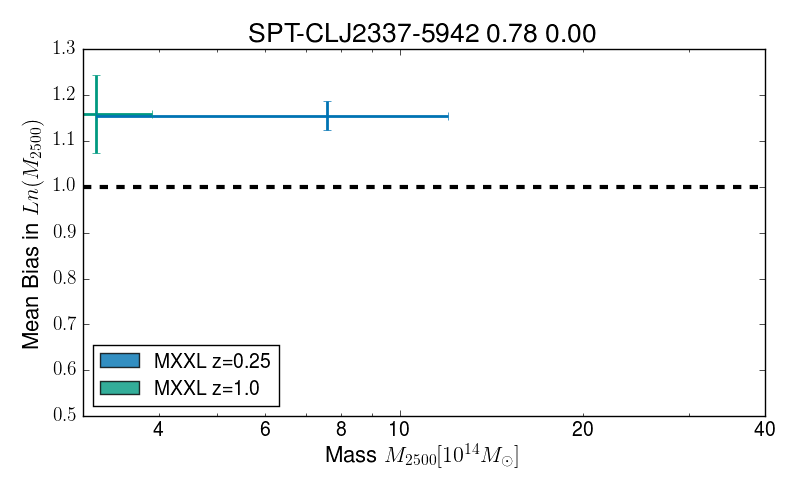 SPT-CLJ2337-5942 0.78 0.00
1.3
1.2
1.1
1.0
0.9
0.8
0.7
0.6
0.5
Mean Bias in Ln(M₂₅₀₀)
MXXL z=0.25
MXXL z=1.0
4 6 8 10 20 40
Mass M₂₅₀₀[10¹⁴M⊙]